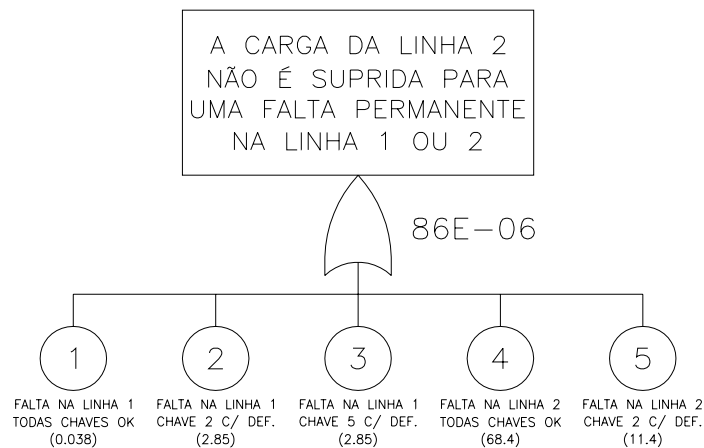 A CARGA DA LINHA 2
NÃO É SUPRIDA PARA
UMA FALTA PERMANENTE
NA LINHA 1 OU 2
86E-06
1
2
3
4
5
FALTA NA LINHA 1
TODAS CHAVES OK
(0.038)
FALTA NA LINHA 1
CHAVE 2 C/ DEF.
(2.85)
FALTA NA LINHA 1
CHAVE 5 C/ DEF.
(2.85)
FALTA NA LINHA 2
TODAS CHAVES OK
(68.4)
FALTA NA LINHA 2
CHAVE 2 C/ DEF.
(11.4)